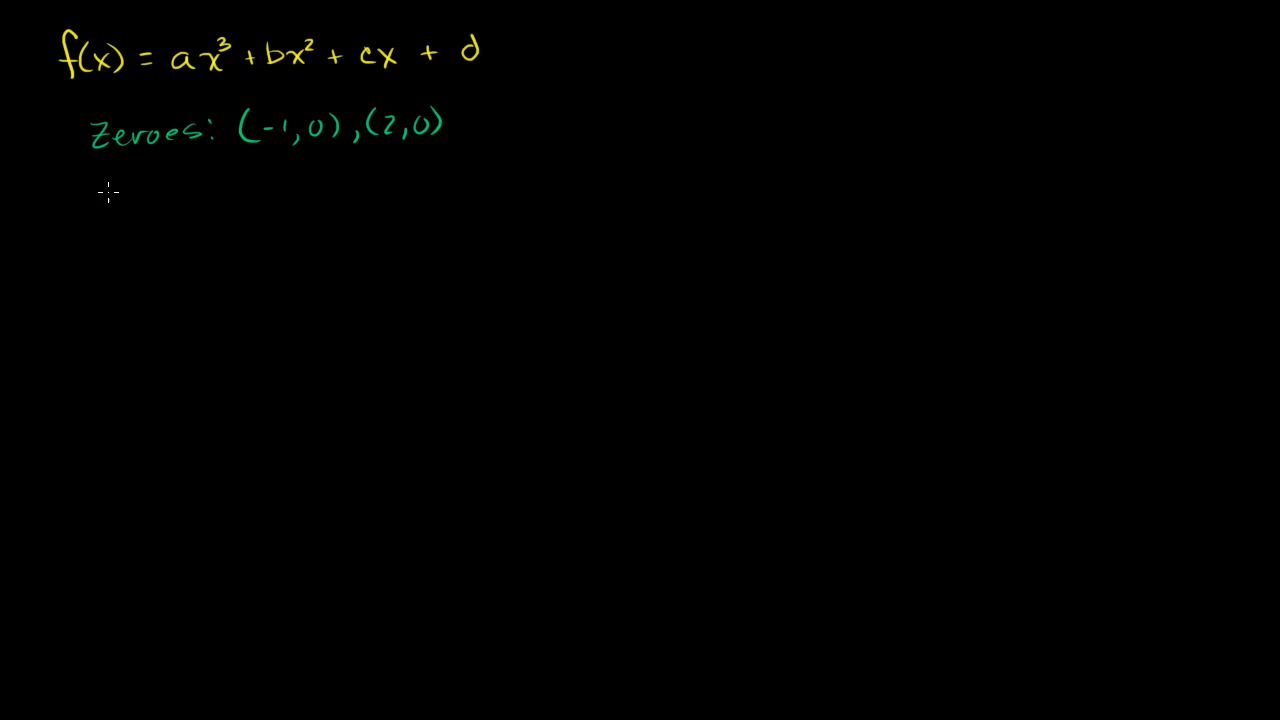 f(x) = ax³ + bx² + cx + d
Zeroes: (-1,0), (2,0)